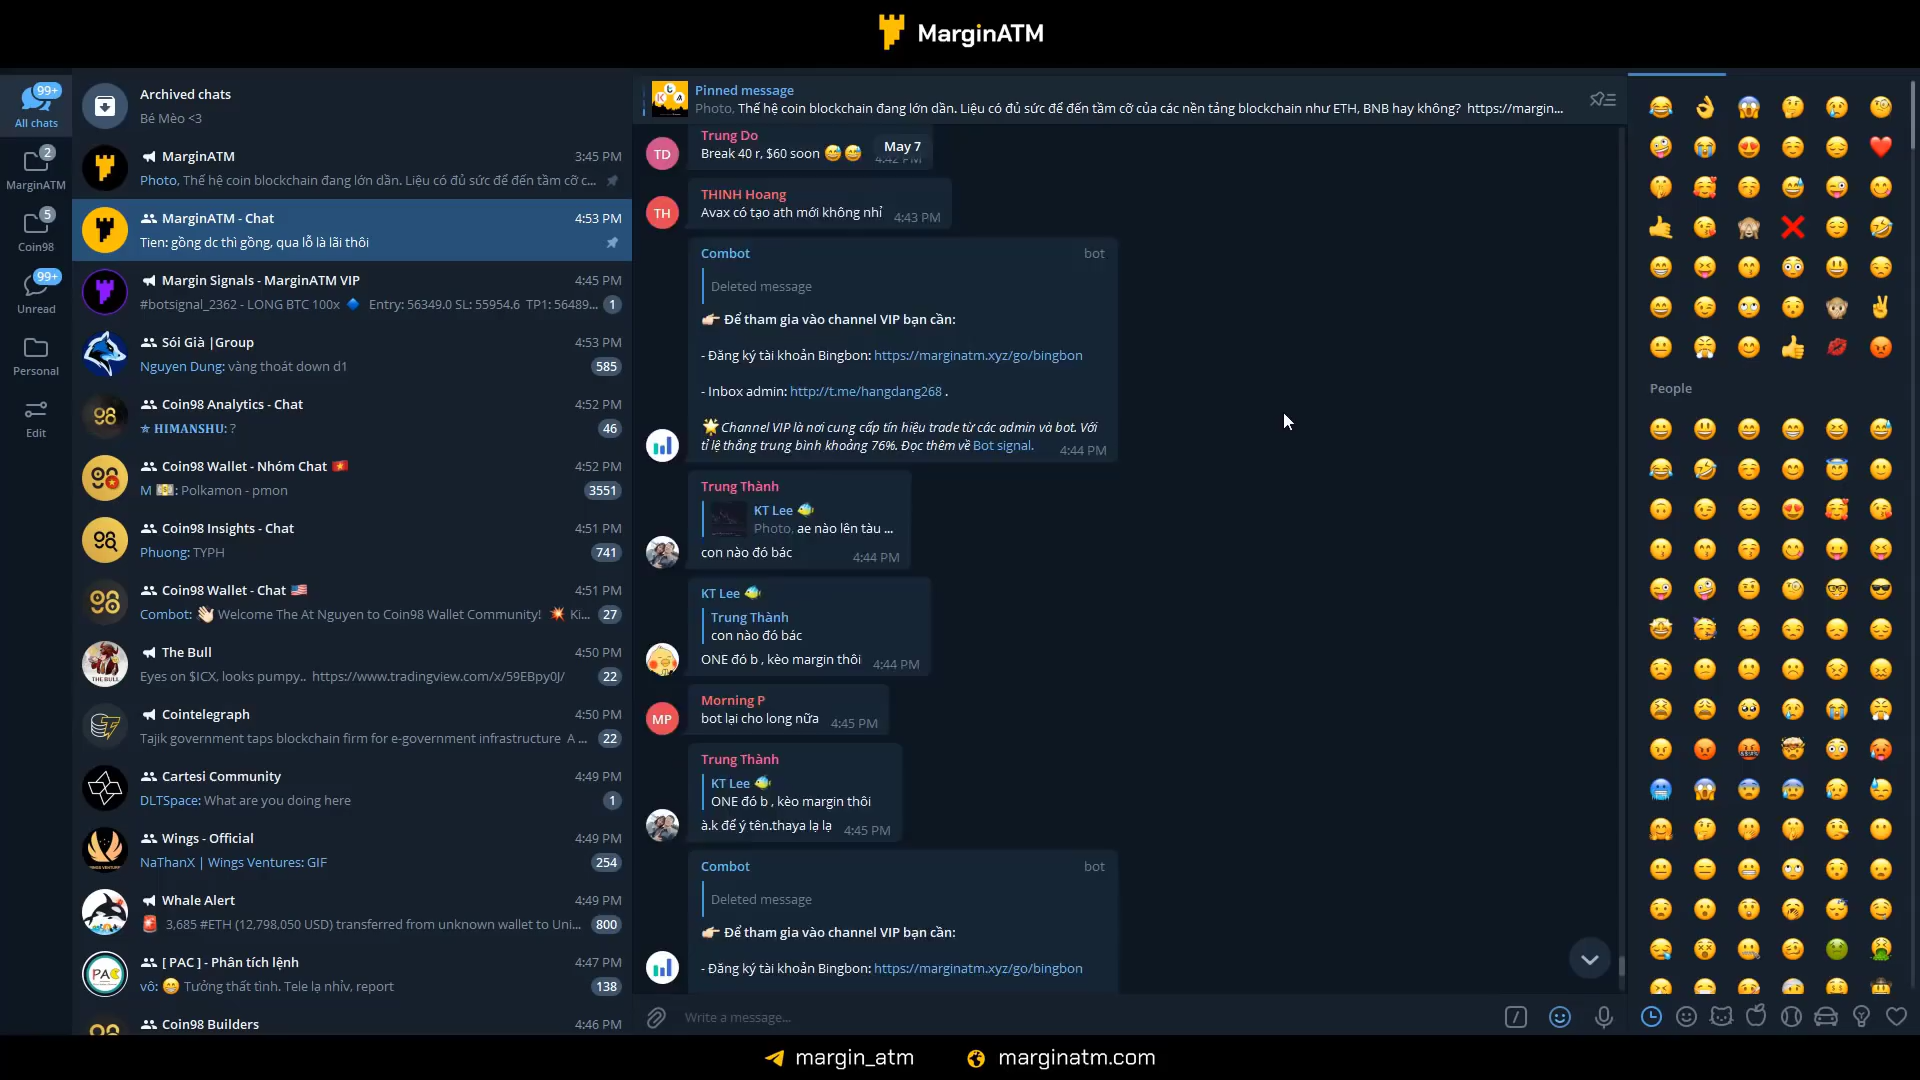 MarginATM
99+
All chats
2
MarginATM
5
Coin98
99+
Unread
Personal
Edit
Archived chats
Bé Mèo <3
MarginATM 3:45 PM
Photo, Thế hệ coin blockchain đang lớn dần. Liệu có đủ sức để đến tầm cỡ c...
MarginATM - Chat 4:53 PM
Tien: gồng dc thì gồng, qua lỗ là lãi thôi
Margin Signals - MarginATM VIP 4:45 PM
#botsignal_2362 - LONG BTC 100x 🔷 Entry: 56349.0 SL: 55954.6 TP1: 56489... 1
Sói Già |Group 4:53 PM
Nguyen Dung: vàng thoát down d1 585
Coin98 Analytics - Chat 4:52 PM
★ HIMANSHU: ? 46
Coin98 Wallet - Nhóm Chat 🇻🇳 4:52 PM
M 💵: Polkamon - pmon 3551
Coin98 Insights - Chat 4:51 PM
Phuong: TYPH 741
Coin98 Wallet - Chat 🇺🇸 4:51 PM
Combot: 👋🏻 Welcome The At Nguyen to Coin98 Wallet Community! 💥 Ki... 27
The Bull 4:50 PM
Eyes on $ICX, looks pumpy.. https://www.tradingview.com/x/59EBpy0J/ 22
Cointelegraph 4:50 PM
Tajik government taps blockchain firm for e-government infrastructure A ... 22
Cartesi Community 4:49 PM
DLTSpace: What are you doing here 1
Wings - Official 4:49 PM
NaThanX | Wings Ventures: GIF 254
Whale Alert 4:49 PM
🚨 3,685 #ETH (12,798,050 USD) transferred from unknown wallet to Uni... 800
[ PAC ] - Phân tích lệnh 4:47 PM
vô: 😁 Tưởng thất tình. Tele lạ nhỉv, report 138
Coin98 Builders 4:46 PM
Pinned message
Photo, Thế hệ coin blockchain đang lớn dần. Liệu có đủ sức để đến tầm cỡ của các nền tảng blockchain như ETH, BNB hay không? https://margin...
Trung Do
TD Break 40 r, $60 soon 😅😅 4:42 PM
May 7
THINH Hoang
TH Avax có tạo ath mới không nhỉ 4:43 PM
Combot bot
Deleted message
👉🏻 Để tham gia vào channel VIP bạn cần:
- Đăng ký tài khoản Bingbon: https://marginatm.xyz/go/bingbon
- Inbox admin: http://t.me/hangdang268 .
🌟Channel VIP là nơi cung cấp tín hiệu trade từ các admin và bot. Với
tỉ lệ thắng trung bình khoảng 76%. Đọc thêm về Bot signal. 4:44 PM
Trung Thành
KT Lee 🐠
Photo, ae nào lên tàu ...
con nào đó bác 4:44 PM
KT Lee 🐠
Trung Thành
con nào đó bác
ONE đó b , kèo margin thôi 4:44 PM
Morning P
MP bot lại cho long nữa 4:45 PM
Trung Thành
KT Lee 🐠
ONE đó b , kèo margin thôi
à.k để ý tên.thaya lạ lạ 4:45 PM
Combot bot
Deleted message
👉🏻 Để tham gia vào channel VIP bạn cần:
- Đăng ký tài khoản Bingbon: https://marginatm.xyz/go/bingbon
Write a message...
People
margin_atm marginatm.com